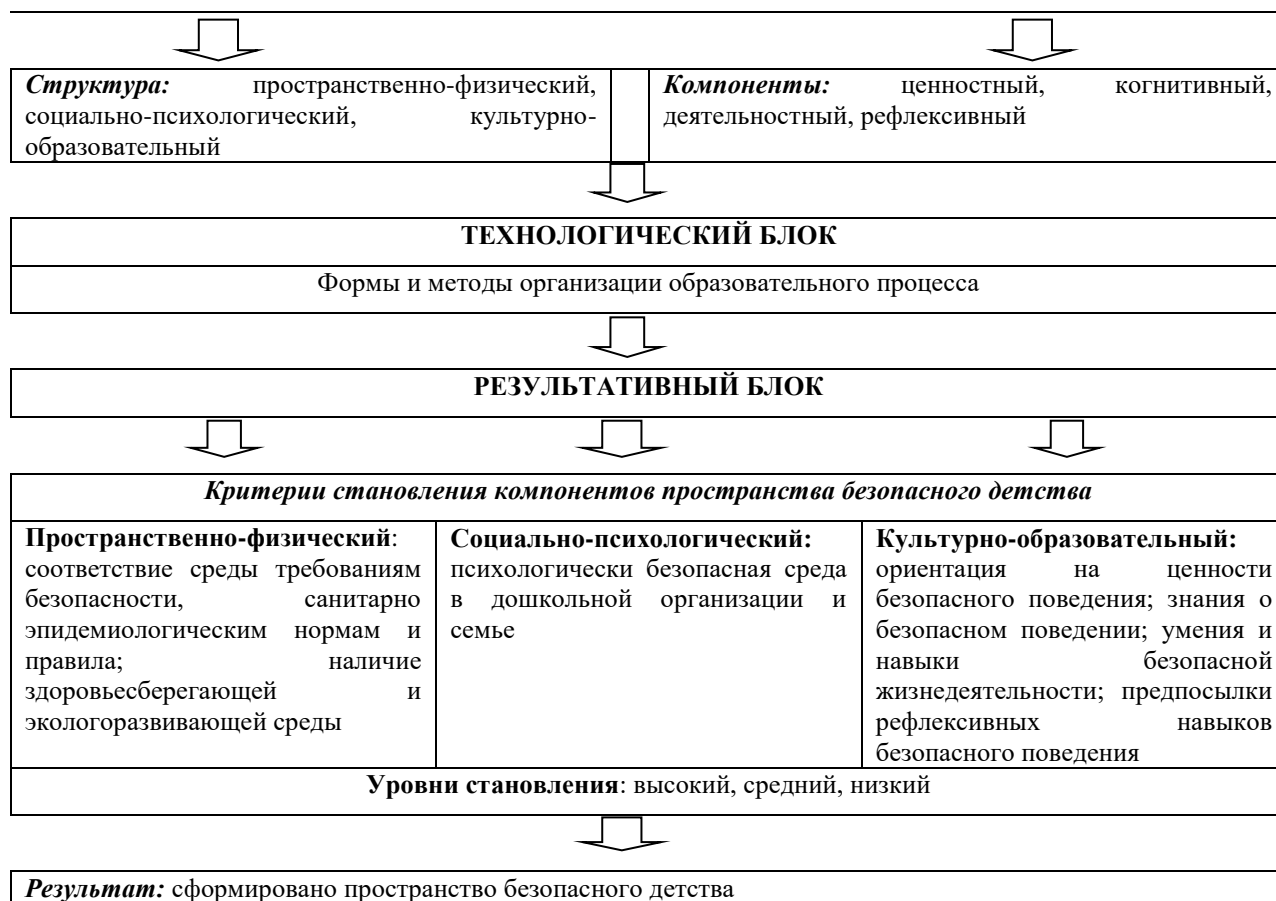 Структура: пространственно-физический,
социально-психологический, культурно-
образовательный
Компоненты: ценностный, когнитивный,
деятельностный, рефлексивный
ТЕХНОЛОГИЧЕСКИЙ БЛОК
Формы и методы организации образовательного процесса
РЕЗУЛЬТАТИВНЫЙ БЛОК
Критерии становления компонентов пространства безопасного детства
Пространственно-физический:
соответствие среды требованиям
безопасности, санитарно
эпидемиологическим нормам и
правила; наличие
здоровьесберегающей и
экологоразвивающей среды
Социально-психологический:
психологически безопасная среда
в дошкольной организации и
семье
Культурно-образовательный:
ориентация на ценности
безопасного поведения; знания о
безопасном поведении; умения и
навыки безопасной
жизнедеятельности; предпосылки
рефлексивных навыков
безопасного поведения
Уровни становления: высокий, средний, низкий
Результат: сформировано пространство безопасного детства